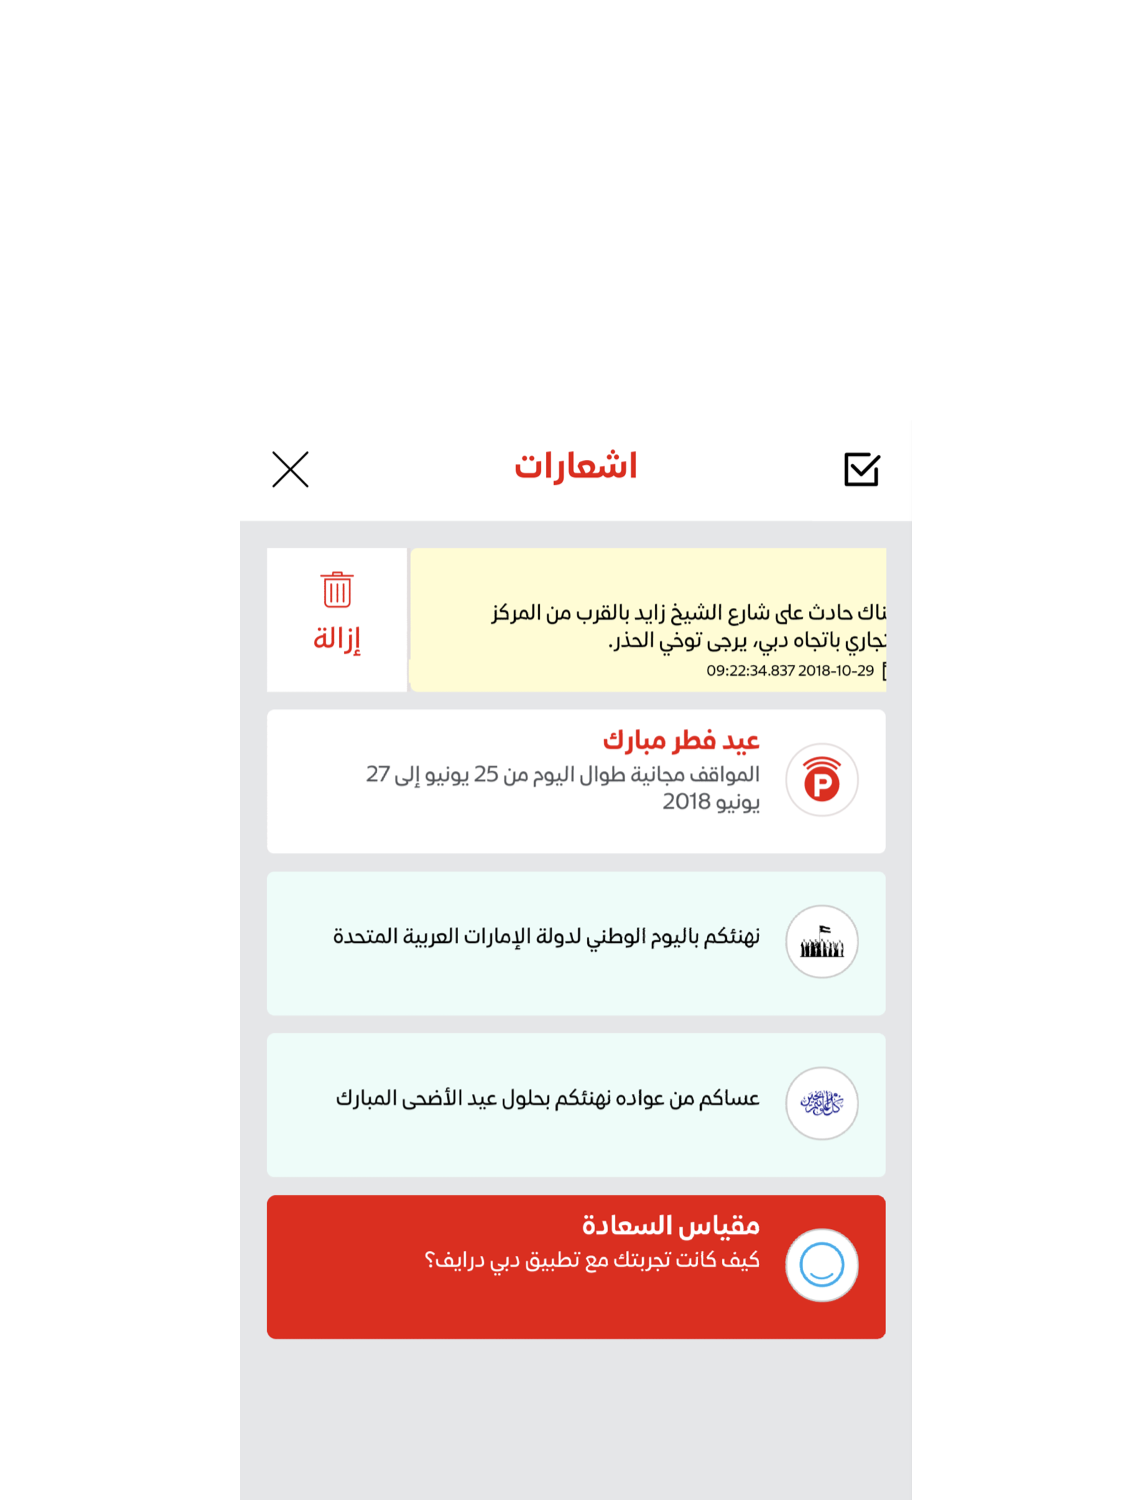 اشعارات
حادث على شارع الشيخ زايد بالقرب من المركز
باتجاه دبي، يرجى توخي الحذر.
09:22:34.837 2018-10-29
إزالة
عيد فطر مبارك
المواقف مجانية طوال اليوم من 25 يونيو إلى 27
يونيو 2018
P
نهنئكم باليوم الوطني لدولة الإمارات العربية المتحدة
عساكم من عواده نهنئكم بحلول عيد الأضحى المبارك
مقياس السعادة
كيف كانت تجربتك مع تطبيق دبي درايف؟